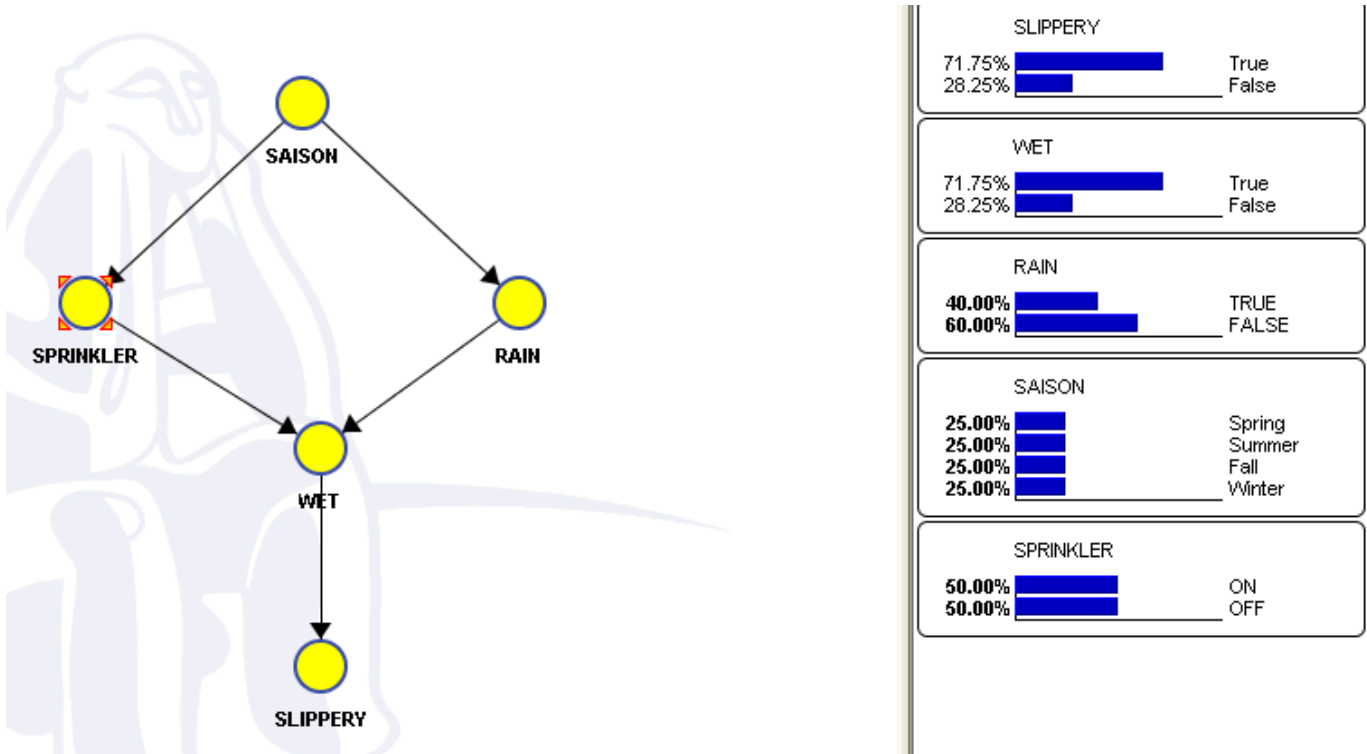 SAISON
SPRINKLER
RAIN
WET
SLIPPERY
SLIPPERY
71.75% True
28.25% False
WET
71.75% True
28.25% False
RAIN
40.00% TRUE
60.00% FALSE
SAISON
25.00% Spring
25.00% Summer
25.00% Fall
25.00% Winter
SPRINKLER
50.00% ON
50.00% OFF